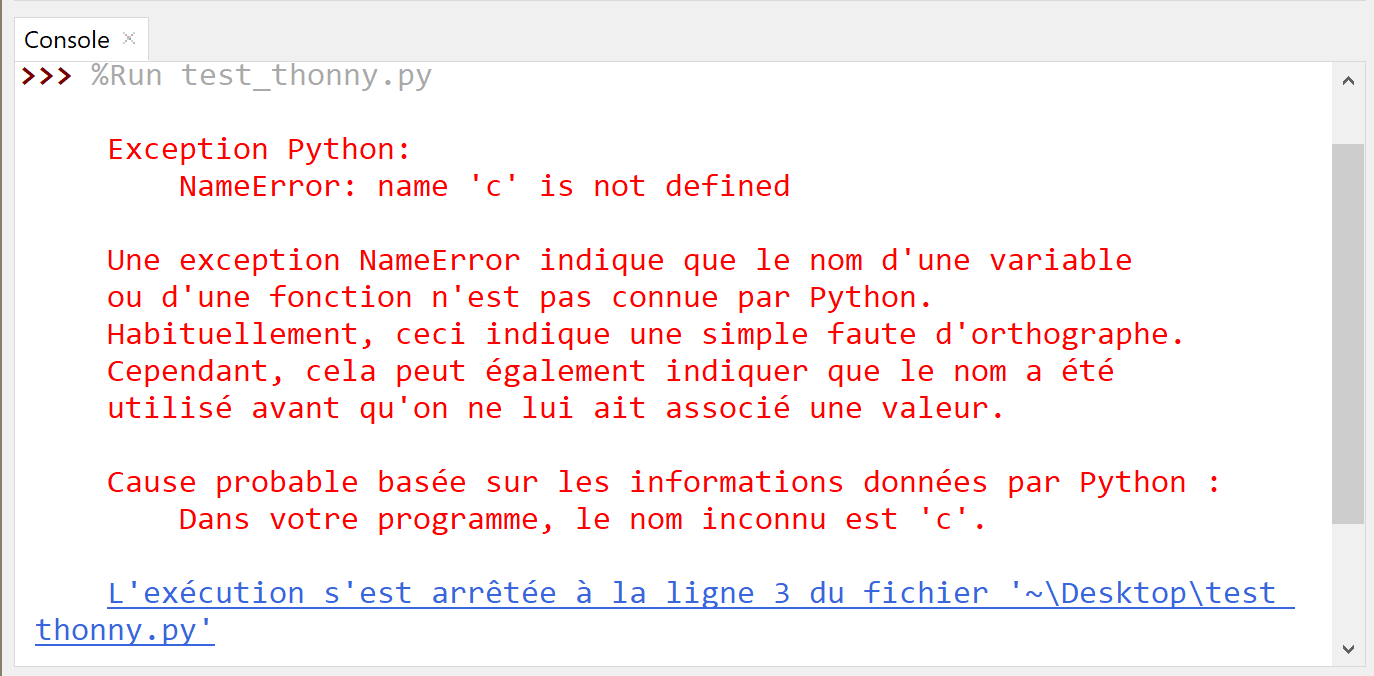 Console
>>> %Run test_thonny.py
Exception Python:
NameError: name 'c' is not defined
Une exception NameError indique que le nom d'une variable
ou d'une fonction n'est pas connue par Python.
Habituellement, ceci indique une simple faute d'orthographe.
Cependant, cela peut également indiquer que le nom a été
utilisé avant qu'on ne lui ait associé une valeur.
Cause probable basée sur les informations données par Python :
Dans votre programme, le nom inconnu est 'c'.
L'exécution s'est arrêtée à la ligne 3 du fichier '~\Desktop\test_
thonny.py'